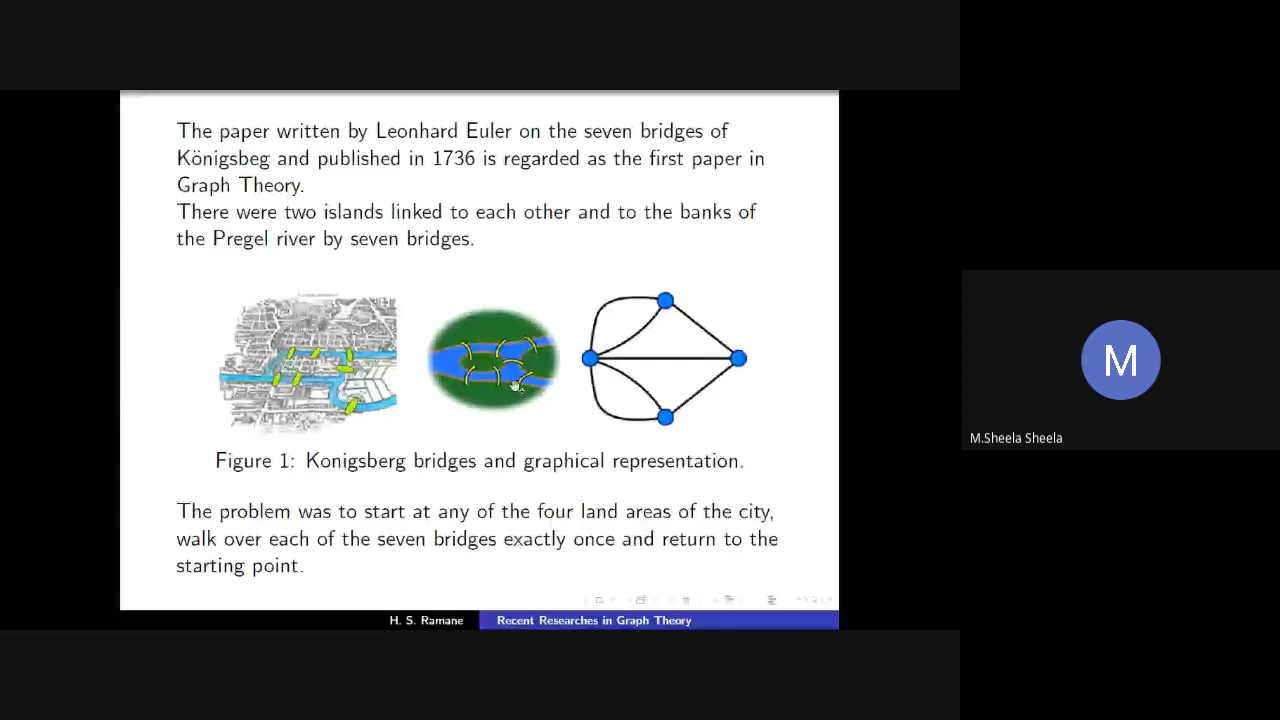 The paper written by Leonhard Euler on the seven bridges of
Königsbeg and published in 1736 is regarded as the first paper in
Graph Theory.
There were two islands linked to each other and to the banks of
the Pregel river by seven bridges.
Figure 1: Konigsberg bridges and graphical representation.
The problem was to start at any of the four land areas of the city,
walk over each of the seven bridges exactly once and return to the
starting point.
H. S. Ramane
Recent Researches in Graph Theory
M
M.Sheela Sheela